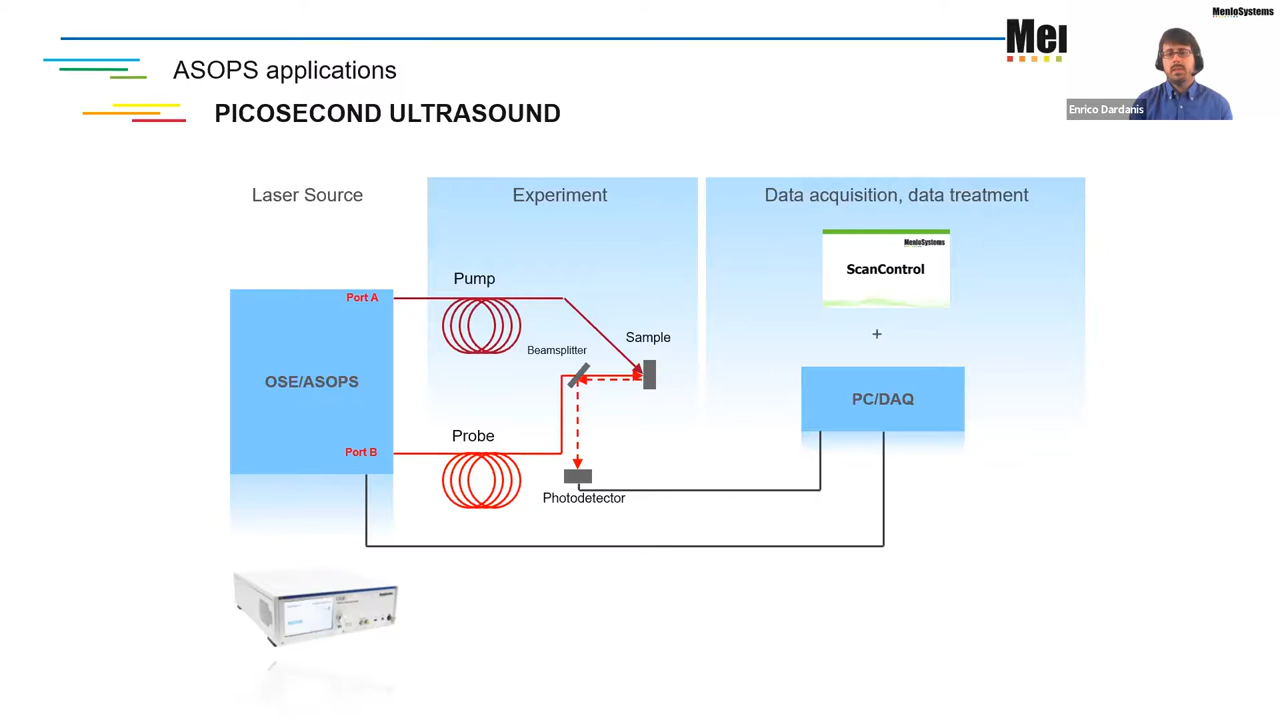 MenloSystems
Men
ASOPS applications
PICOSECOND ULTRASOUND
Enrico Dardanis
Laser Source
Experiment
Data acquisition, data treatment
MenloSystems
ScanControl
+
Pump
Port A
Sample
Beamsplitter
OSE/ASOPS
PC/DAQ
Probe
Port B
Photodetector